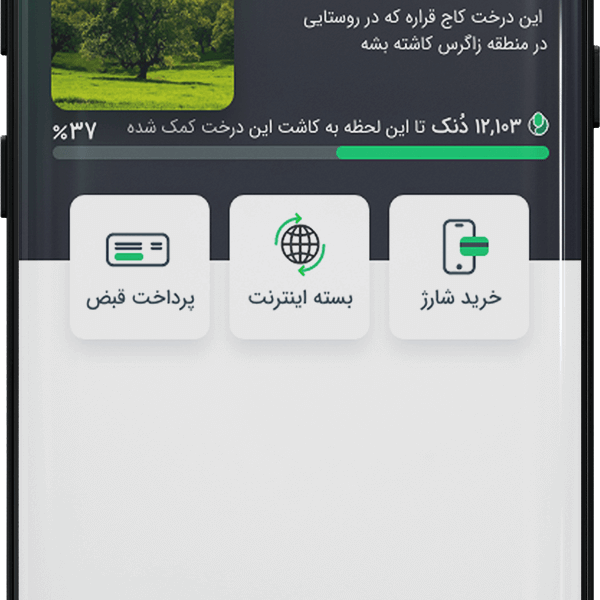 این درخت کاج قراره که در روستایی
در منطقه زاگرس کاشته بشه
۱۲,۱۰۳ دُنک تا این لحظه به کاشت این درخت کمک شده
%۳۷
خرید شارژ
بسته اینترنت
پرداخت قبض